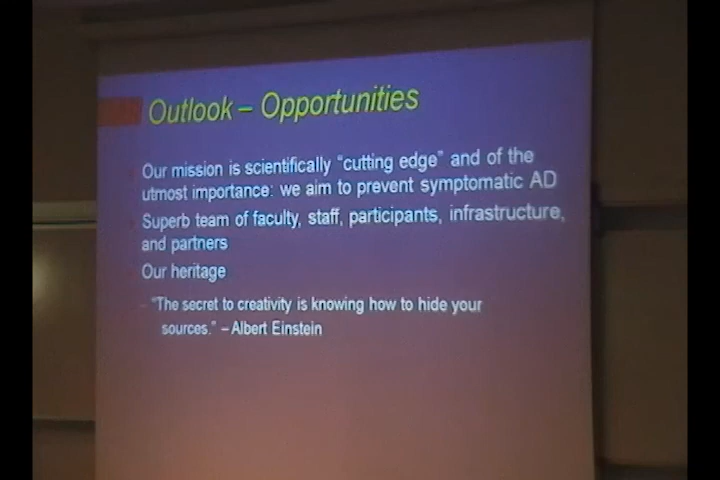 Outlook – Opportunities
Our mission is scientifically "cutting edge" and of the
utmost importance: we aim to prevent symptomatic AD
Superb team of faculty, staff, participants, infrastructure,
and partners
Our heritage
– "The secret to creativity is knowing how to hide your
sources." – Albert Einstein